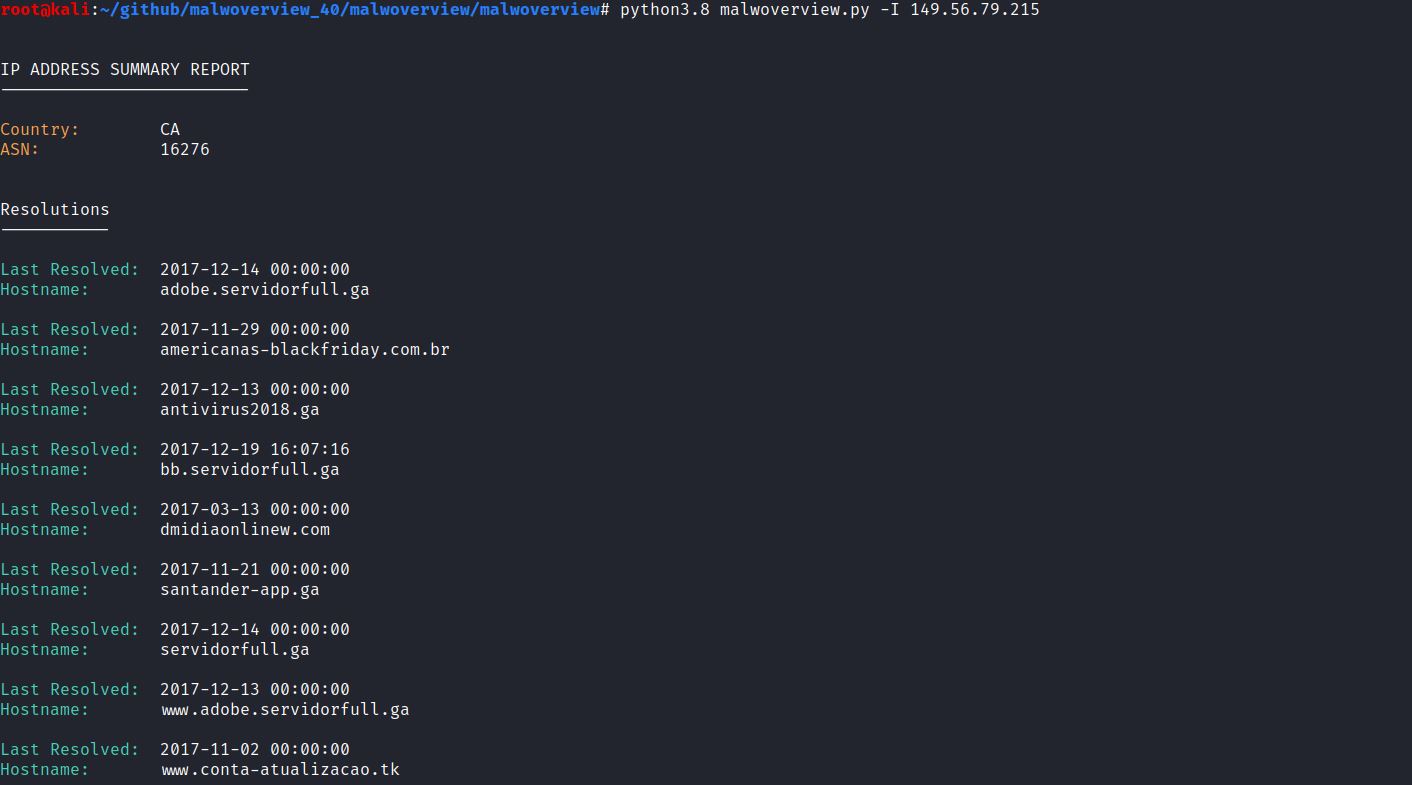 root@kali:~/github/malwoverview_40/malwoverview/malwoverview# python3.8 malwoverview.py -I 149.56.79.215
IP ADDRESS SUMMARY REPORT
-------------------------
Country: CA
ASN: 16276
Resolutions
-----------
Last Resolved: 2017-12-14 00:00:00
Hostname: adobe.servidorfull.ga
Last Resolved: 2017-11-29 00:00:00
Hostname: americanas-blackfriday.com.br
Last Resolved: 2017-12-13 00:00:00
Hostname: antivirus2018.ga
Last Resolved: 2017-12-19 16:07:16
Hostname: bb.servidorfull.ga
Last Resolved: 2017-03-13 00:00:00
Hostname: dmidiaonlinew.com
Last Resolved: 2017-11-21 00:00:00
Hostname: santander-app.ga
Last Resolved: 2017-12-14 00:00:00
Hostname: servidorfull.ga
Last Resolved: 2017-12-13 00:00:00
Hostname: www.adobe.servidorfull.ga
Last Resolved: 2017-11-02 00:00:00
Hostname: www.conta-atualizacao.tk